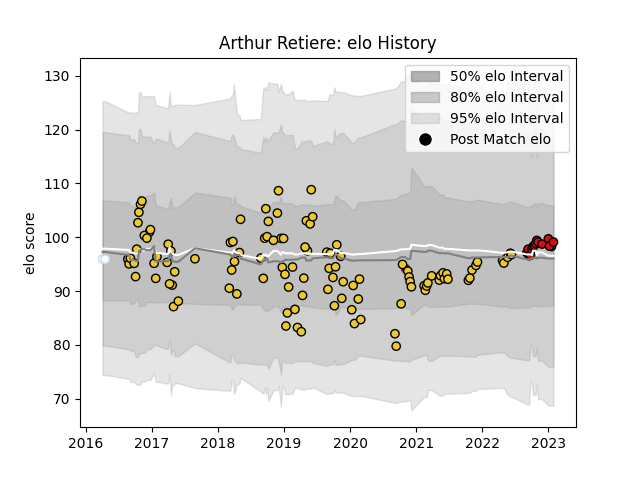 Arthur Retiere: elo History
50% elo Interval
80% elo Interval
95% elo Interval
Post Match elo
elo score
130
120
110
100
90
80
70
2016 2017 2018 2019 2020 2021 2022 2023